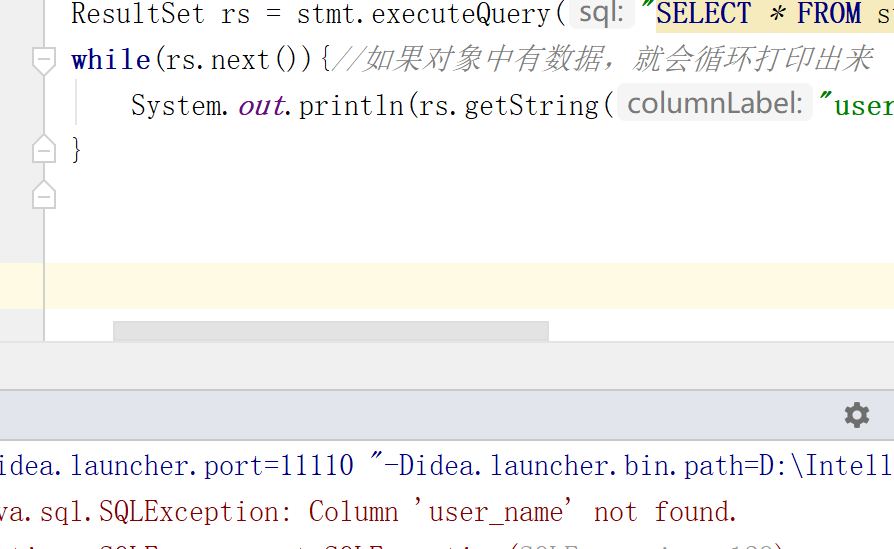 ResultSet rs = stmt.executeQuery( sql: "SELECT * FROM
while(rs.next()){//如果对象中有数据，就会循环打印出来
System.out.println(rs.getString( columnLabel: "user
}
idea.launcher.port=11110 "-Didea.launcher.bin.path=D:\Intell
va.sql.SQLException: Column 'user_name' not found.